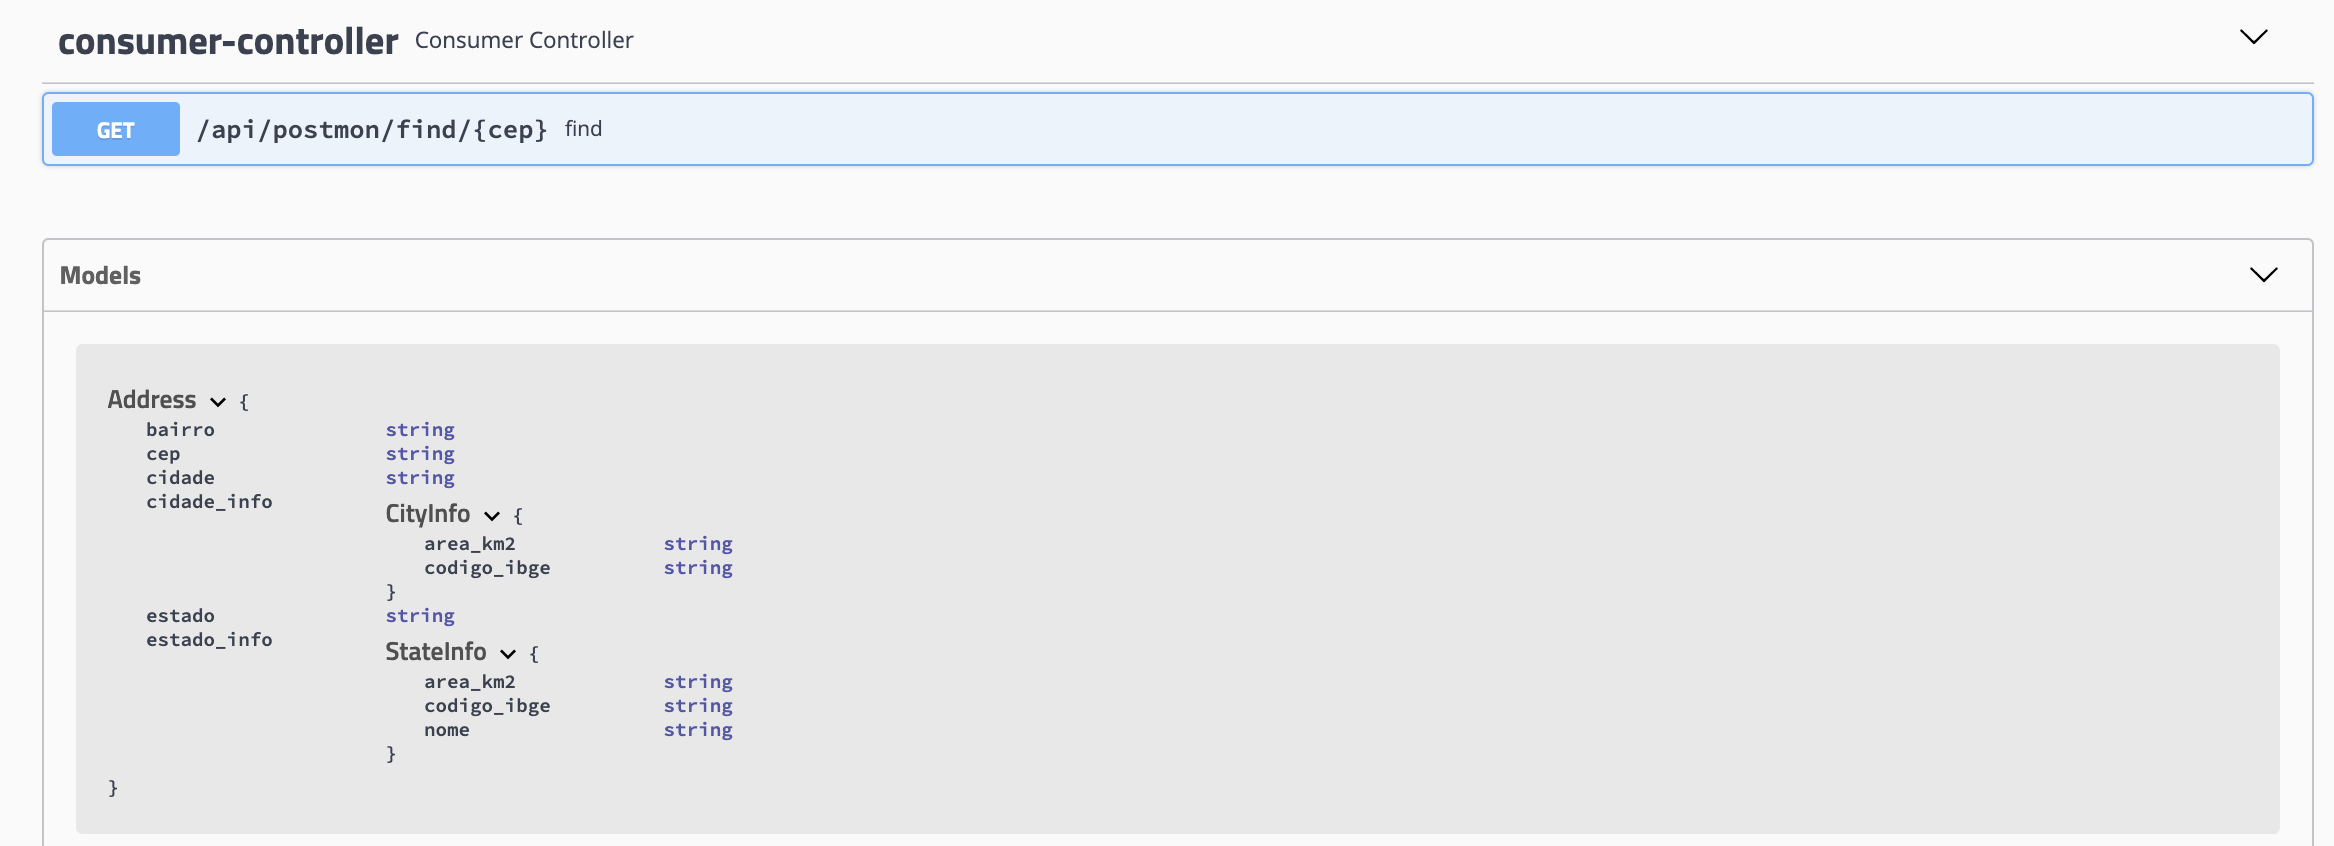 consumer-controller Consumer Controller
GET /api/postmon/find/{cep} find
Models
Address {
bairro string
cep string
cidade string
cidade_info
CityInfo {
area_km2 string
codigo_ibge string
}
estado string
estado_info
StateInfo {
area_km2 string
codigo_ibge string
nome string
}
}